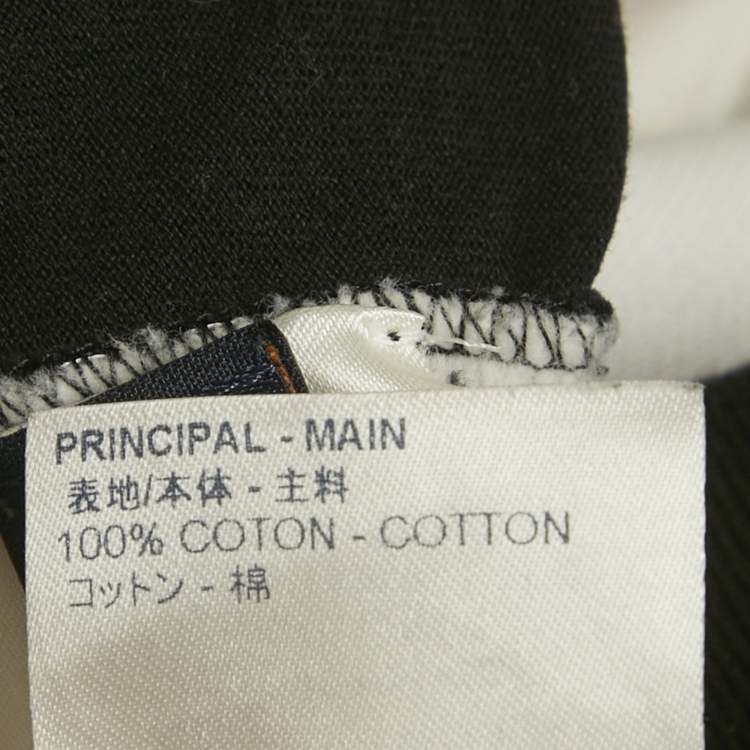 PRINCIPAL - MAIN
表地/本体 - 主料
100% COTON - COTTON
コットン - 棉